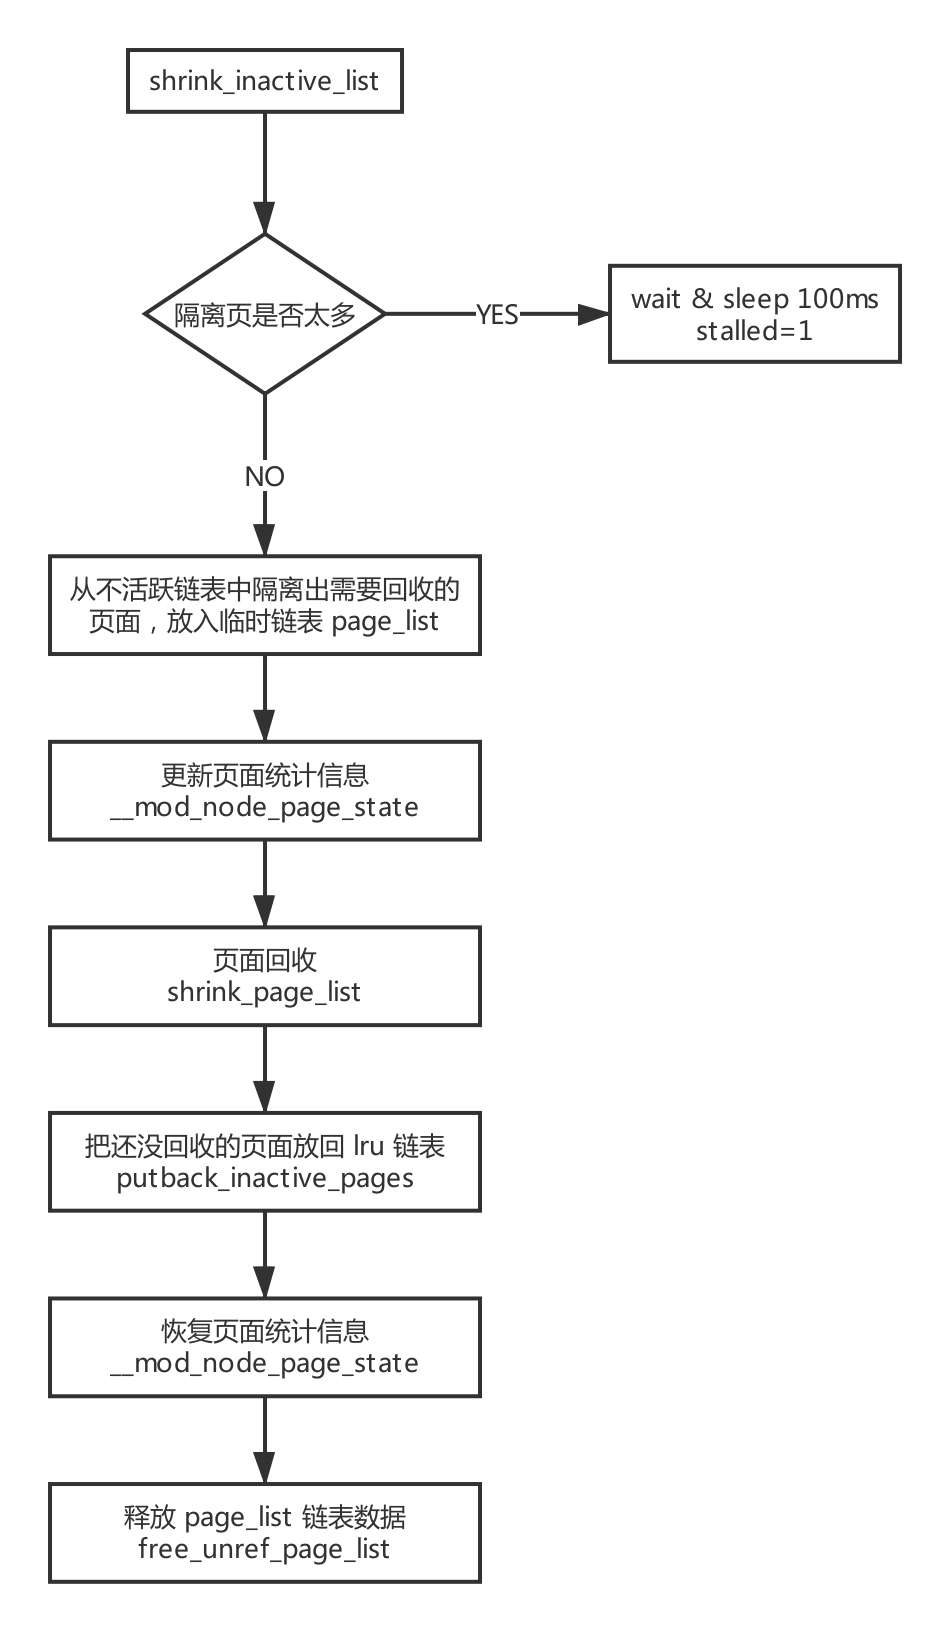 shrink_inactive_list
隔离页是否太多
YES
wait & sleep 100ms
stalled=1
NO
从不活跃链表中隔离出需要回收的
页面，放入临时链表 page_list
更新页面统计信息
__mod_node_page_state
页面回收
shrink_page_list
把还没回收的页面放回 lru 链表
putback_inactive_pages
恢复页面统计信息
__mod_node_page_state
释放 page_list 链表数据
free_unref_page_list